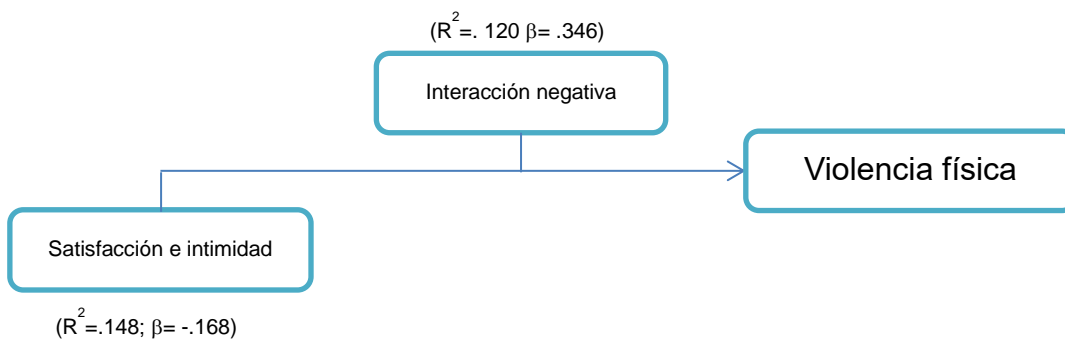 (R²=. 120 β= .346)
Interacción negativa
Violencia física
Satisfacción e intimidad
(R²=.148; β= -.168)